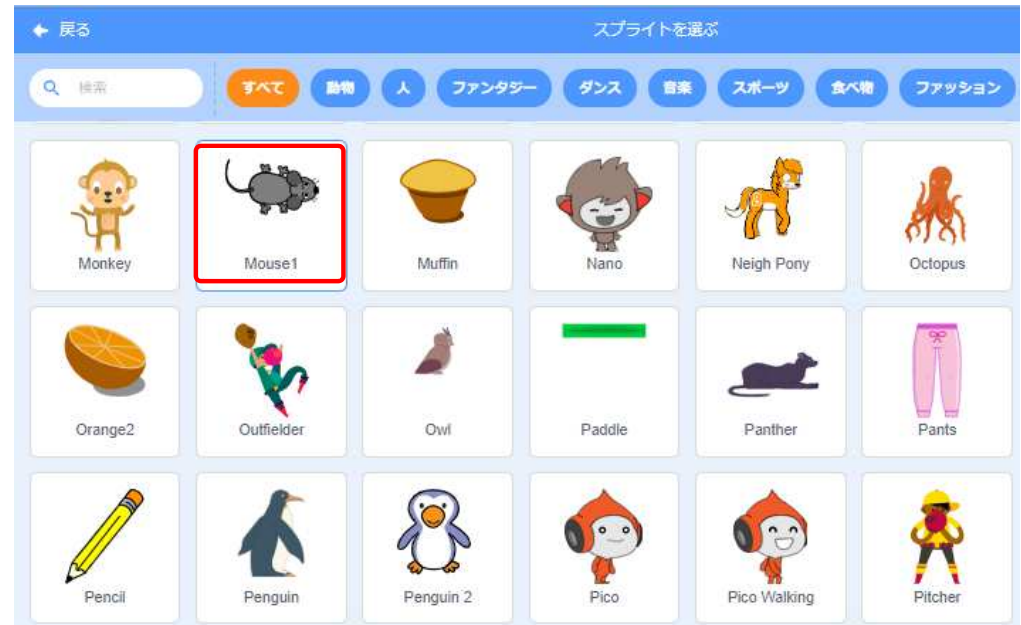 戻る
スプライトを選ぶ
検索
すべて 動物 人 ファンタジー ダンス 音楽 スポーツ 食べ物 ファッション
Monkey Mouse1 Muffin Nano Neigh Pony Octopus
Orange2 Outfielder Owl Paddle Panther Pants
Pencil Penguin Penguin 2 Pico Pico Walking Pitcher